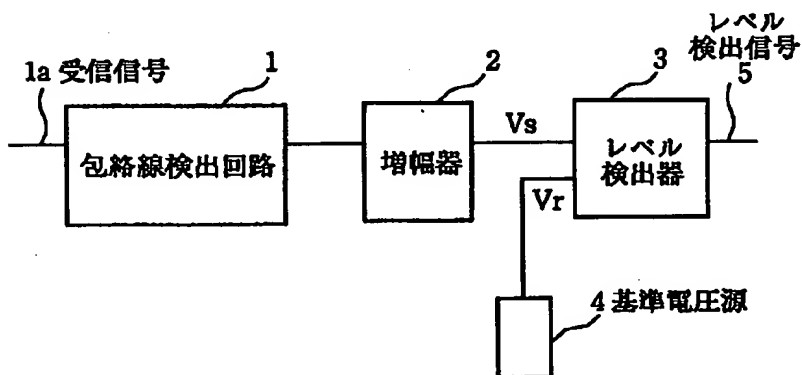 レベル
検出信号
1a 受信信号
1
2
3
5
包絡線検出回路
増幅器
Vs
レベル
検出器
Vr
4 基準電圧源